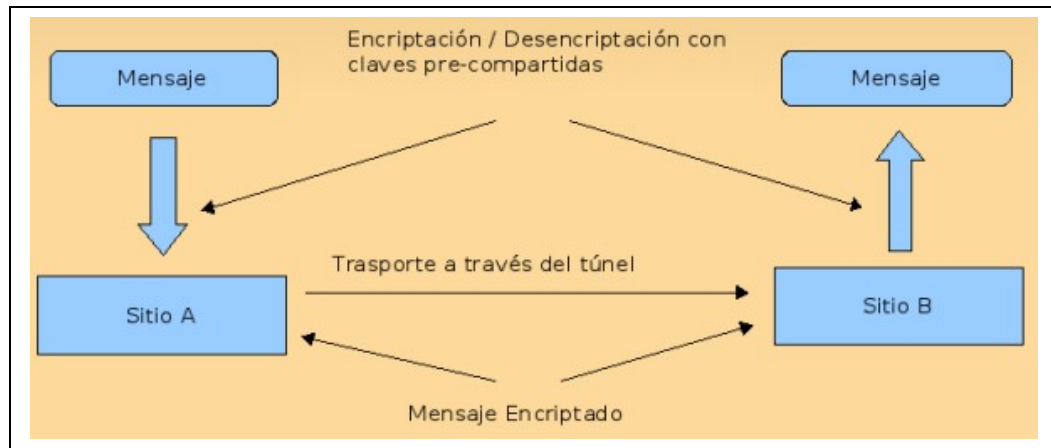 Encriptación / Desencriptación con
claves pre-compartidas
Mensaje
Mensaje
Trasporte a través del túnel
Sitio A
Sitio B
Mensaje Encriptado